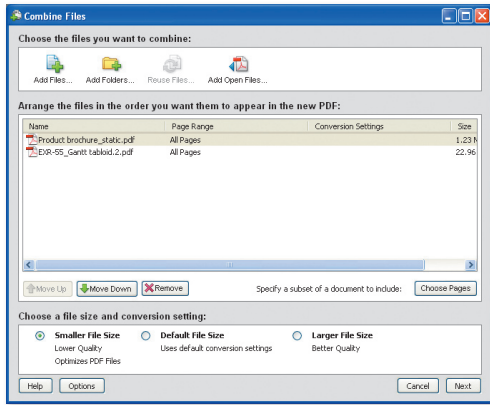 Combine Files
Choose the files you want to combine:
Add Files... Add Folders... Reuse Files... Add Open Files...
Arrange the files in the order you want them to appear in the new PDF:
Name Page Range Conversion Settings Size
Product brochure_static.pdf All Pages 1.23 M
EXR-55_Gantt tabloid.2.pdf All Pages 22.96
Move Up Move Down Remove Specify a subset of a document to include: Choose Pages
Choose a file size and conversion setting:
Smaller File Size Default File Size Larger File Size
Lower Quality Uses default conversion settings Better Quality
Optimizes PDF Files
Help Options Cancel Next